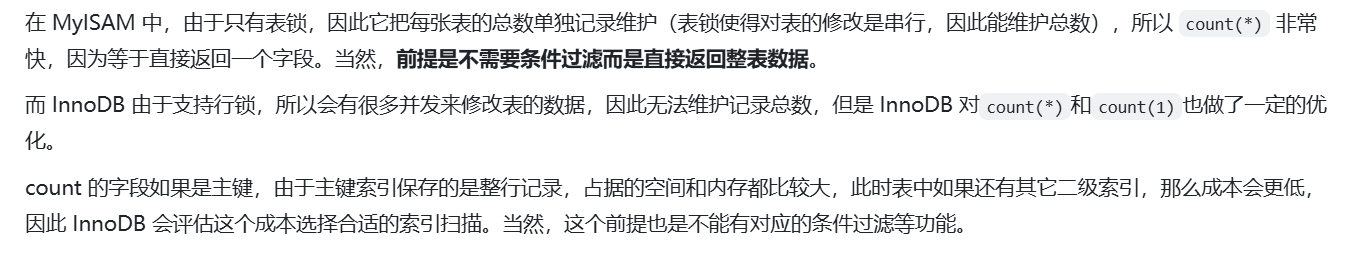 在 MyISAM 中，由于只有表锁，因此它把每张表的总数单独记录维护（表锁使得对表的修改是串行，因此能维护总数），所以 count(*) 非常
快，因为等于直接返回一个字段。当然，前提是不需要条件过滤而是直接返回整表数据。
而 InnoDB 由于支持行锁，所以会有很多并发来修改表的数据，因此无法维护记录总数，但是 InnoDB 对 count(*) 和 count(1) 也做了一定的优
化。
count 的字段如果是主键，由于主键索引保存的是整行记录，占据的空间和内存都比较大，此时表中如果还有其它二级索引，那么成本会更低，
因此 InnoDB 会评估这个成本选择合适的索引扫描。当然，这个前提也是不能有对应的条件过滤等功能。